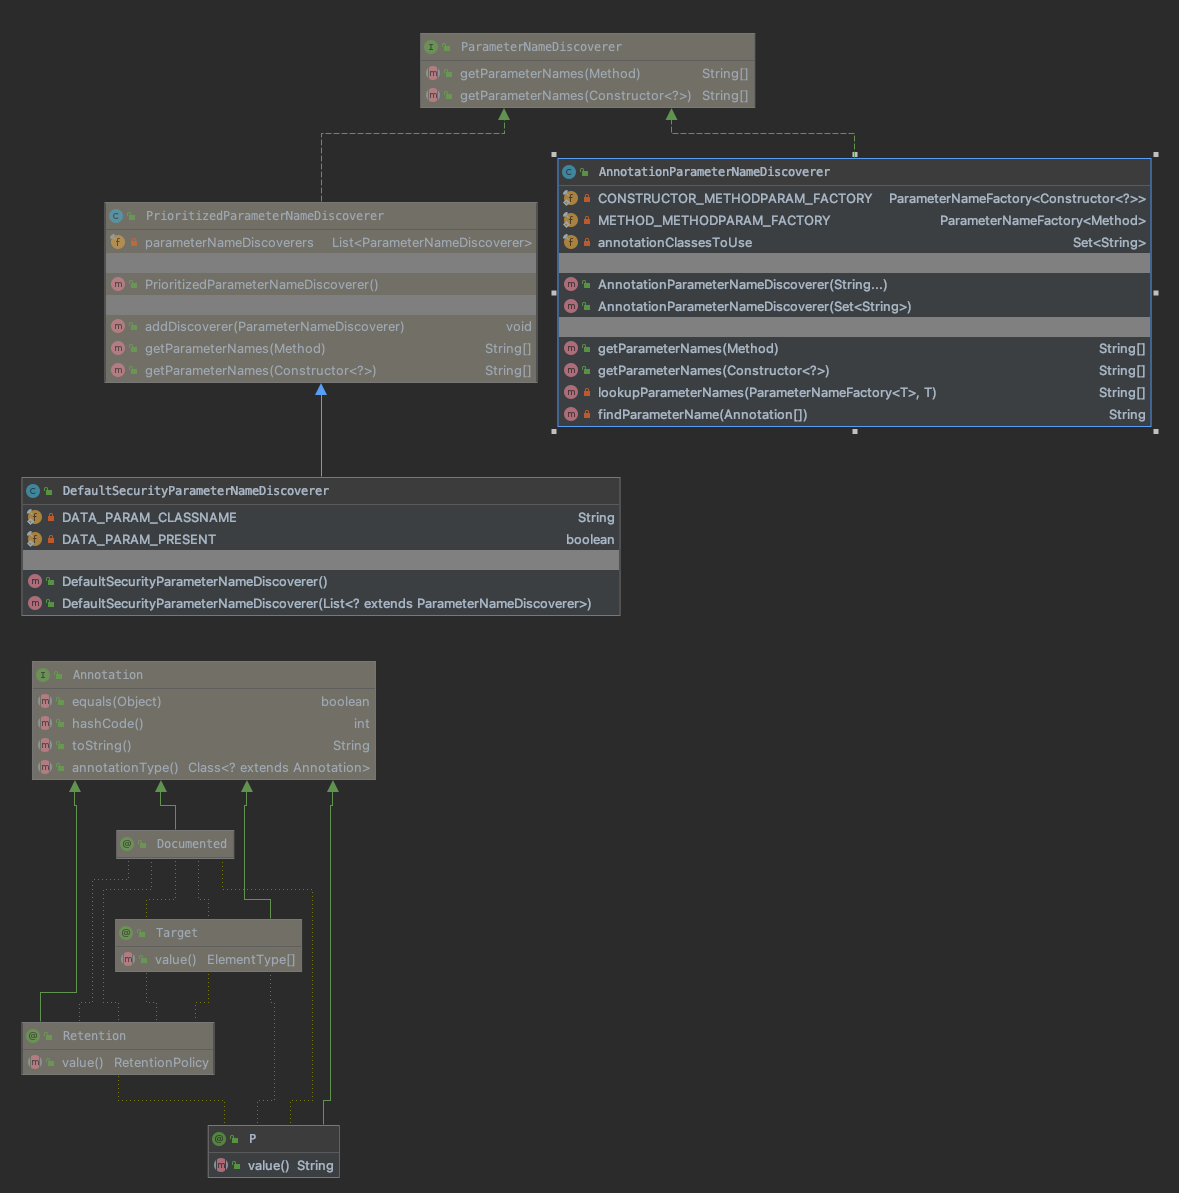 ParameterNameDiscoverer
getParameterNames(Method) String[]
getParameterNames(Constructor<?>) String[]
AnnotationParameterNameDiscoverer
CONSTRUCTOR_METHODPARAM_FACTORY ParameterNameFactory<Constructor<?>>
METHOD_METHODPARAM_FACTORY ParameterNameFactory<Method>
annotationClassesToUse Set<String>
AnnotationParameterNameDiscoverer(String...)
AnnotationParameterNameDiscoverer(Set<String>)
getParameterNames(Method) String[]
getParameterNames(Constructor<?>) String[]
lookupParameterNames(ParameterNameFactory<T>, T) String[]
findParameterName(Annotation[]) String
PrioritizedParameterNameDiscoverer
parameterNameDiscoverers List<ParameterNameDiscoverer>
PrioritizedParameterNameDiscoverer()
addDiscoverer(ParameterNameDiscoverer) void
getParameterNames(Method) String[]
getParameterNames(Constructor<?>) String[]
DefaultSecurityParameterNameDiscoverer
DATA_PARAM_CLASSNAME String
DATA_PARAM_PRESENT boolean
DefaultSecurityParameterNameDiscoverer()
DefaultSecurityParameterNameDiscoverer(List<? extends ParameterNameDiscoverer>)
Annotation
equals(Object) boolean
hashCode() int
toString() String
annotationType() Class<? extends Annotation>
Documented
Target
value() ElementType[]
Retention
value() RetentionPolicy
P
value() String